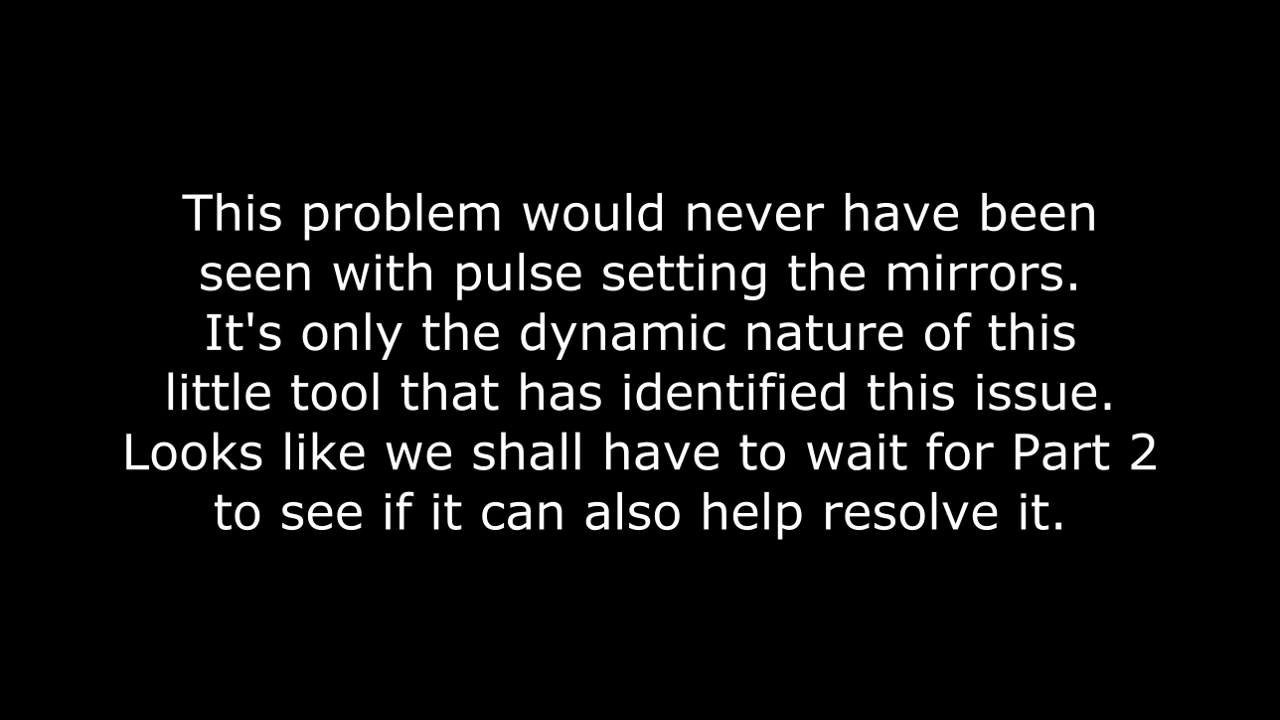 This problem would never have been
seen with pulse setting the mirrors.
It's only the dynamic nature of this
little tool that has identified this issue.
Looks like we shall have to wait for Part 2
to see if it can also help resolve it.